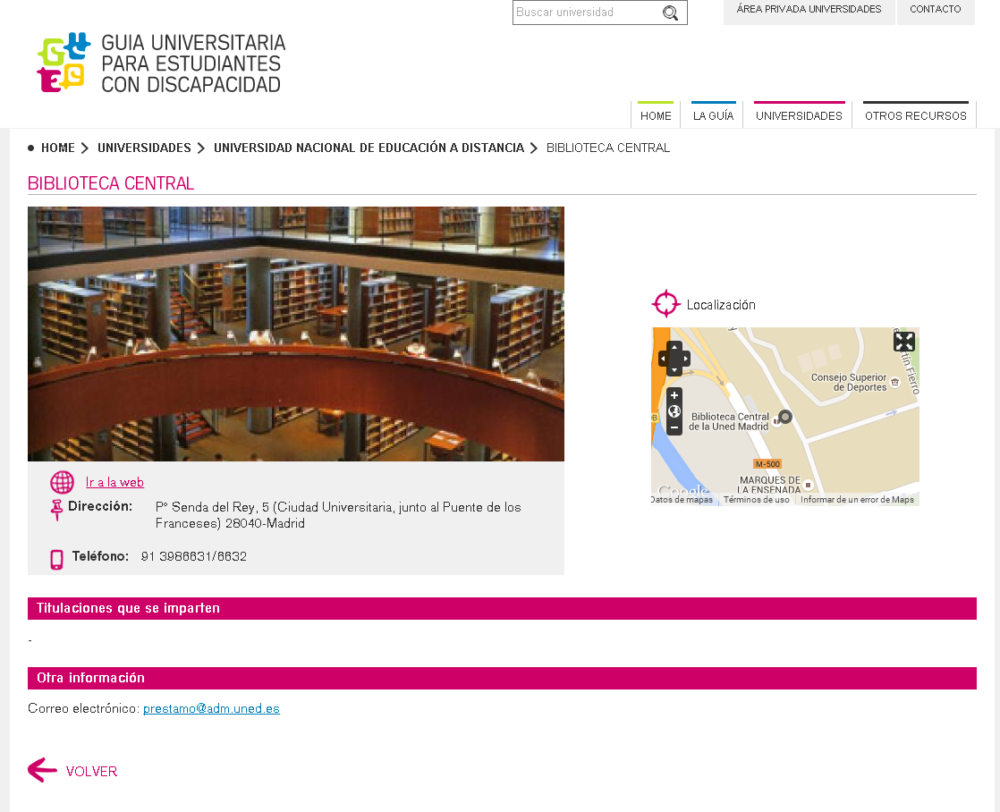 Buscar universidad
ÁREA PRIVADA UNIVERSIDADES
CONTACTO
GUIA UNIVERSITARIA
PARA ESTUDIANTES
CON DISCAPACIDAD
HOME
LA GUÍA
UNIVERSIDADES
OTROS RECURSOS
HOME > UNIVERSIDADES > UNIVERSIDAD NACIONAL DE EDUCACIÓN A DISTANCIA > BIBLIOTECA CENTRAL
BIBLIOTECA CENTRAL
Localización
Consejo Superior
de Deportes
Biblioteca Central
de la Uned Madrid
M-500
MARQUES DE
LA ENSENADA
Google
Datos de mapas
Términos de uso
Informar de un error de Maps
Ir a la web
Dirección: Pº Senda del Rey, 5 (Ciudad Universitaria, junto al Puente de los
Franceses) 28040-Madrid
Teléfono: 91 3986631/6632
Titulaciones que se imparten
-
Otra información
Correo electrónico: prestamo@adm.uned.es
VOLVER